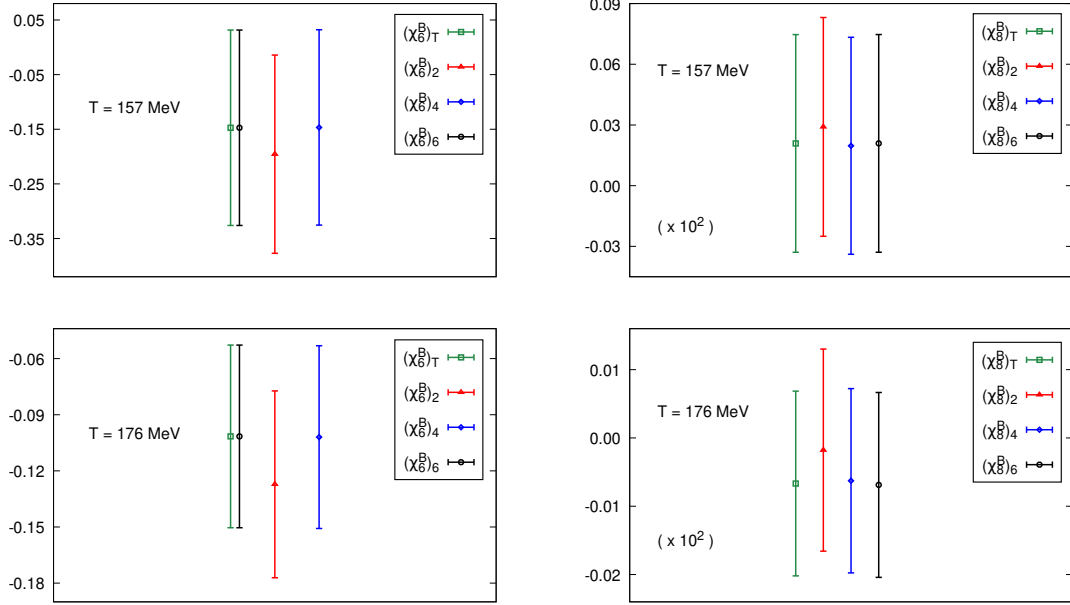 0.05
-0.05
-0.15
-0.25
-0.35
T = 157 MeV
(χ₆ᴮ)T
(χ₆ᴮ)₂
(χ₆ᴮ)₄
(χ₆ᴮ)₆
0.09
0.06
0.03
0.00
-0.03
T = 157 MeV
( x 10²)
(χ₈ᴮ)T
(χ₈ᴮ)₂
(χ₈ᴮ)₄
(χ₈ᴮ)₆
-0.06
-0.09
-0.12
-0.15
-0.18
T = 176 MeV
(χ₆ᴮ)T
(χ₆ᴮ)₂
(χ₆ᴮ)₄
(χ₆ᴮ)₆
0.01
0.00
-0.01
-0.02
T = 176 MeV
( x 10²)
(χ₈ᴮ)T
(χ₈ᴮ)₂
(χ₈ᴮ)₄
(χ₈ᴮ)₆